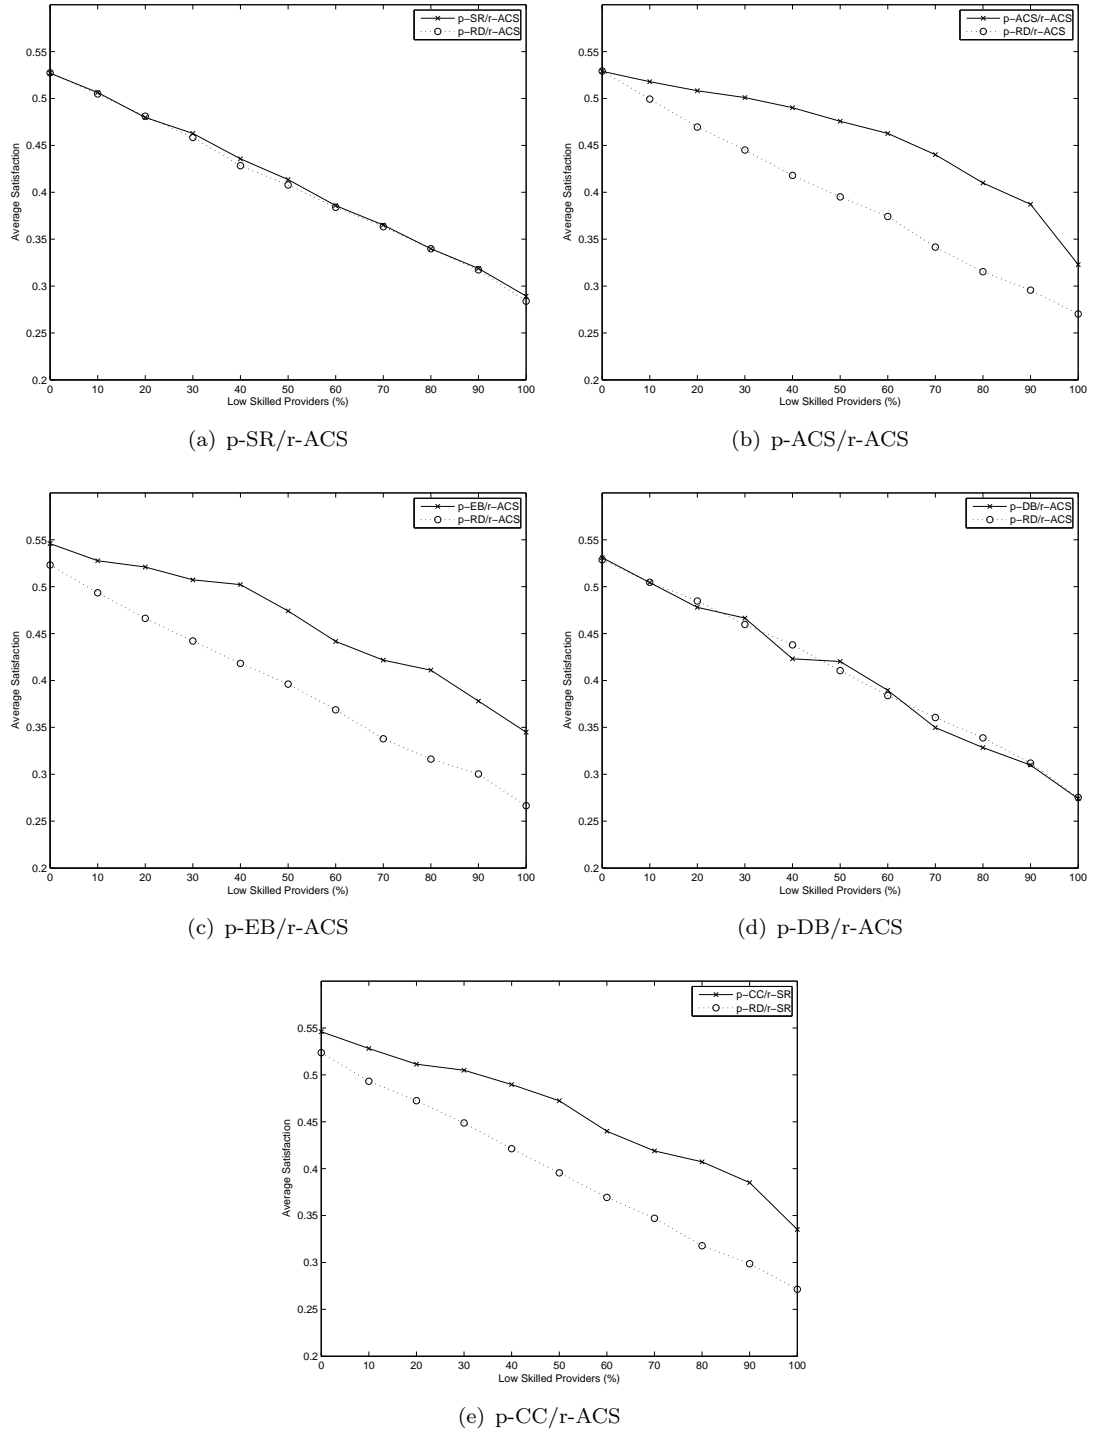 p−SR/r−ACS
p−RD/r−ACS
0.55
0.5
0.45
0.4
0.35
0.3
0.25
0.2
Average Satisfaction
0 10 20 30 40 50 60 70 80 90 100
Low Skilled Providers (%)
(a) p-SR/r-ACS
p−ACS/r−ACS
p−RD/r−ACS
0.55
0.5
0.45
0.4
0.35
0.3
0.25
0.2
Average Satisfaction
0 10 20 30 40 50 60 70 80 90 100
Low Skilled Providers (%)
(b) p-ACS/r-ACS
p−EB/r−ACS
p−RD/r−ACS
0.55
0.5
0.45
0.4
0.35
0.3
0.25
0.2
Average Satisfaction
0 10 20 30 40 50 60 70 80 90 100
Low Skilled Providers (%)
(c) p-EB/r-ACS
p−DB/r−ACS
p−RD/r−ACS
0.55
0.5
0.45
0.4
0.35
0.3
0.25
0.2
Average Satisfaction
0 10 20 30 40 50 60 70 80 90 100
Low Skilled Providers (%)
(d) p-DB/r-ACS
p−CC/r−SR
p−RD/r−SR
0.55
0.5
0.45
0.4
0.35
0.3
0.25
0.2
Average Satisfaction
0 10 20 30 40 50 60 70 80 90 100
Low Skilled Providers (%)
(e) p-CC/r-ACS